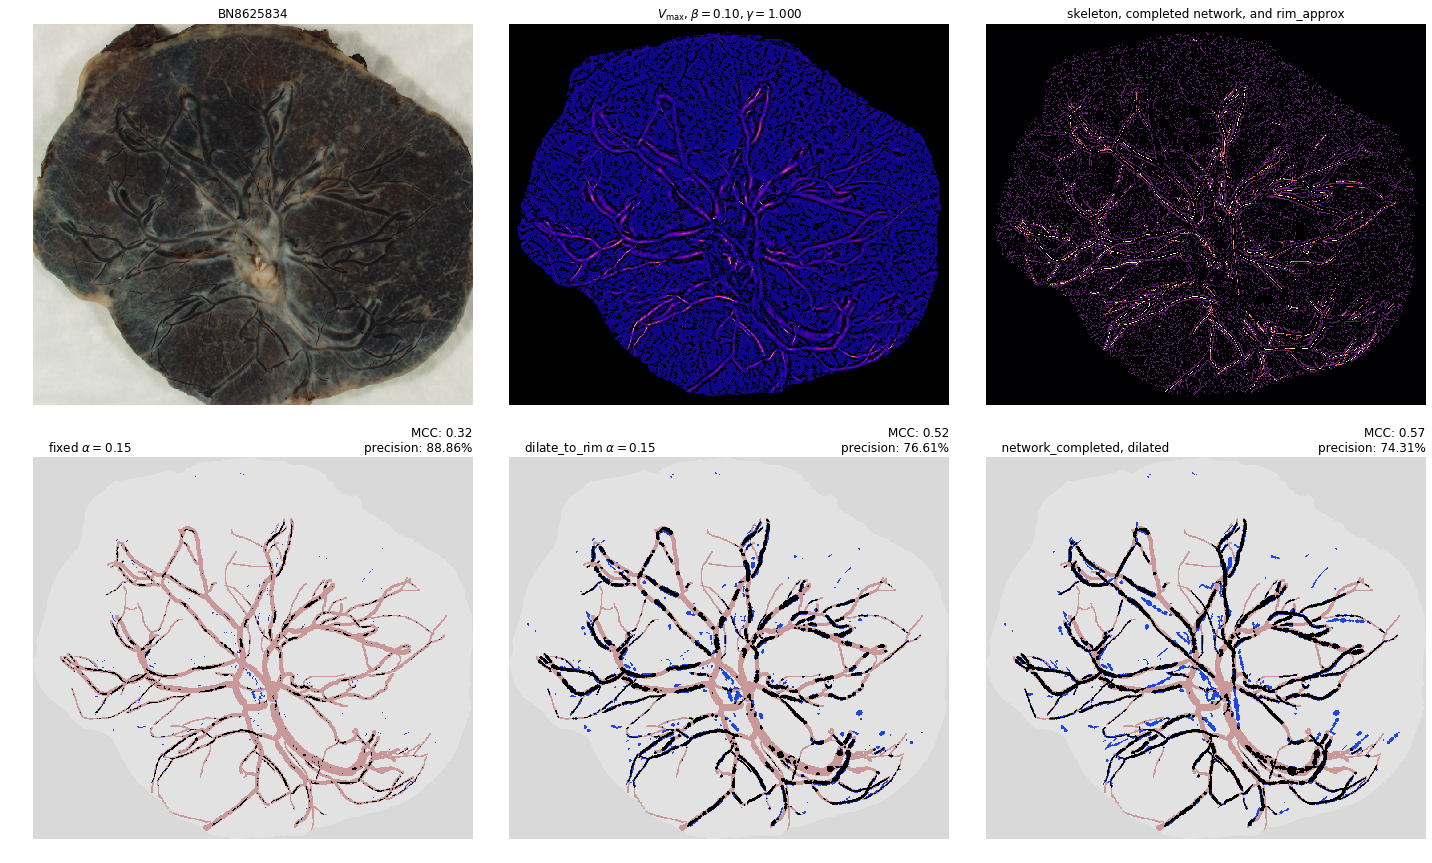 BN8625834
V_max, β = 0.10, γ = 1.000
skeleton, completed network, and rim_approx
fixed α = 0.15
MCC: 0.32
precision: 88.86%
dilate_to_rim α = 0.15
MCC: 0.52
precision: 76.61%
network_completed, dilated
MCC: 0.57
precision: 74.31%